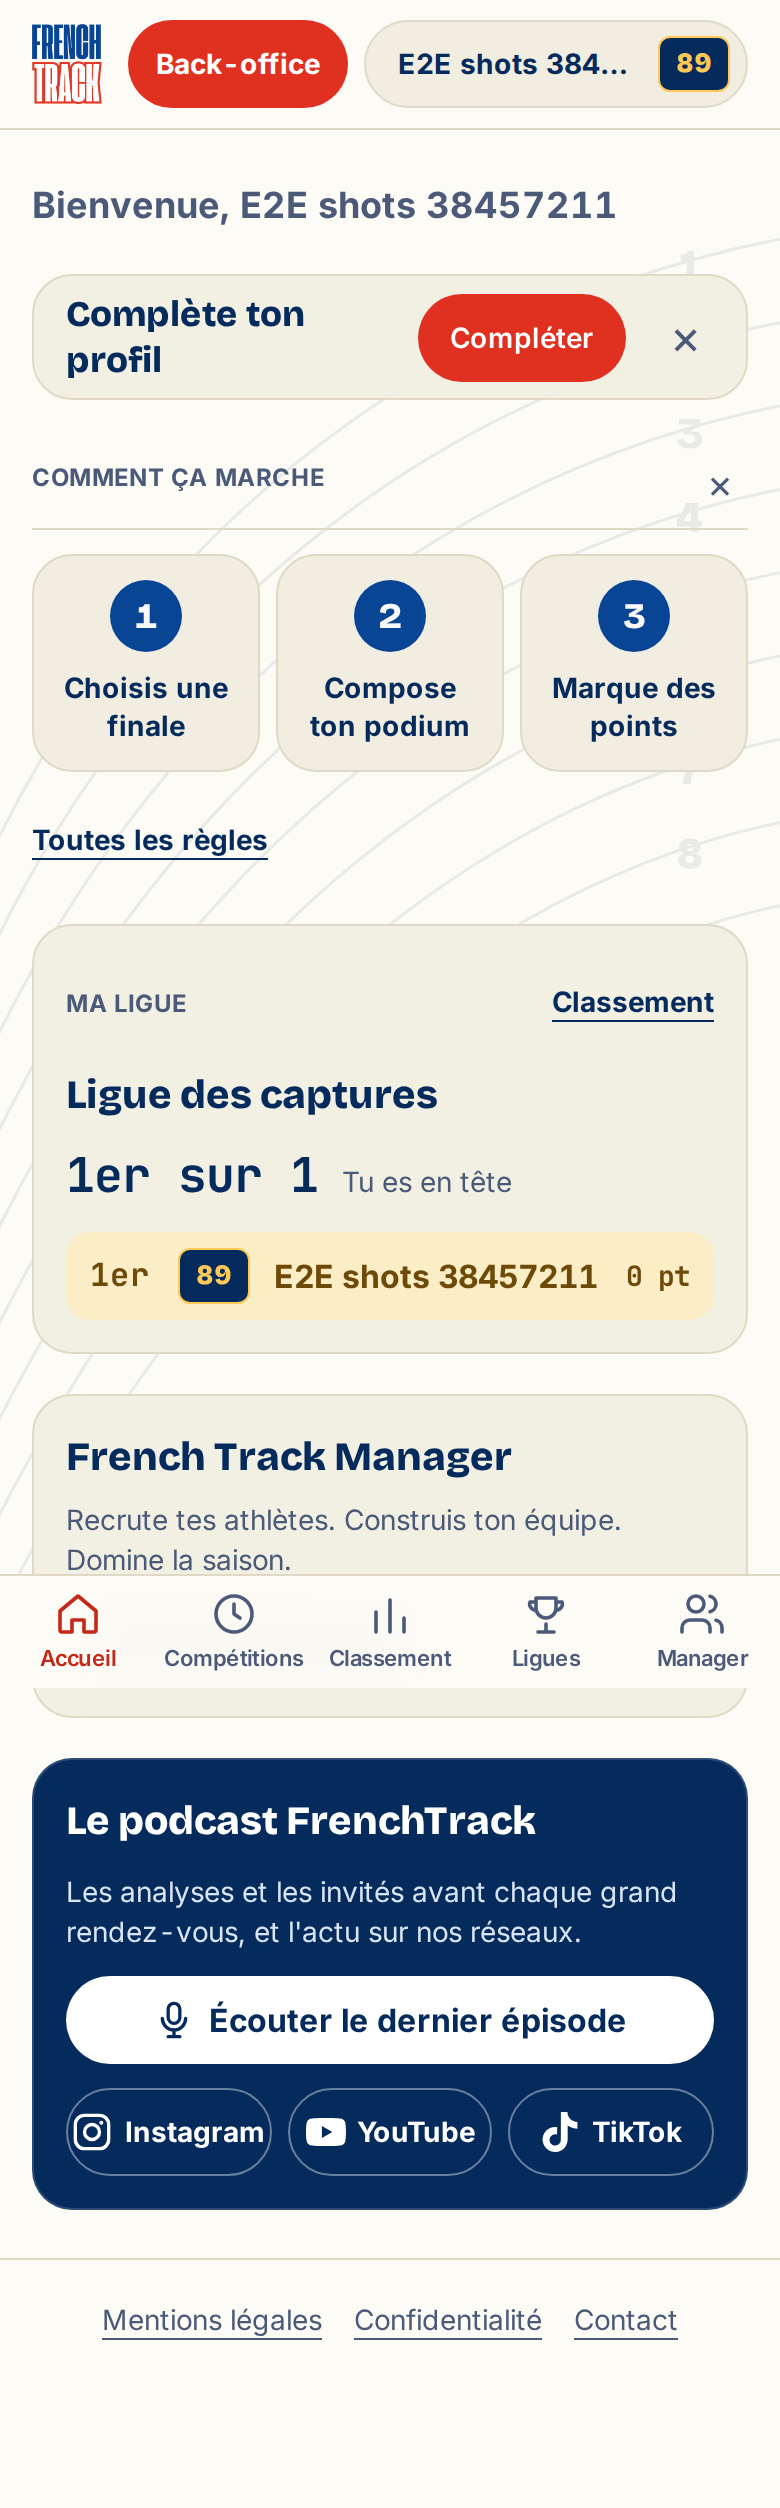 FRENCH
TRACK
Back-office
E2E shots 384...
89
Bienvenue, E2E shots 38457211
1
Complète ton
profil
Compléter
3
COMMENT ÇA MARCHE
4
1
2
3
Choisis une
finale
Compose
ton podium
Marque des
points
7
Toutes les règles
8
MA LIGUE
Classement
Ligue des captures
1er sur 1
Tu es en tête
1er
89
E2E shots 38457211
0 pt
French Track Manager
Recrute tes athlètes. Construis ton équipe.
Domine la saison.
Accueil
Compétitions
Classement
Ligues
Manager
Le podcast FrenchTrack
Les analyses et les invités avant chaque grand
rendez-vous, et l'actu sur nos réseaux.
Écouter le dernier épisode
Instagram
YouTube
TikTok
Mentions légales
Confidentialité
Contact